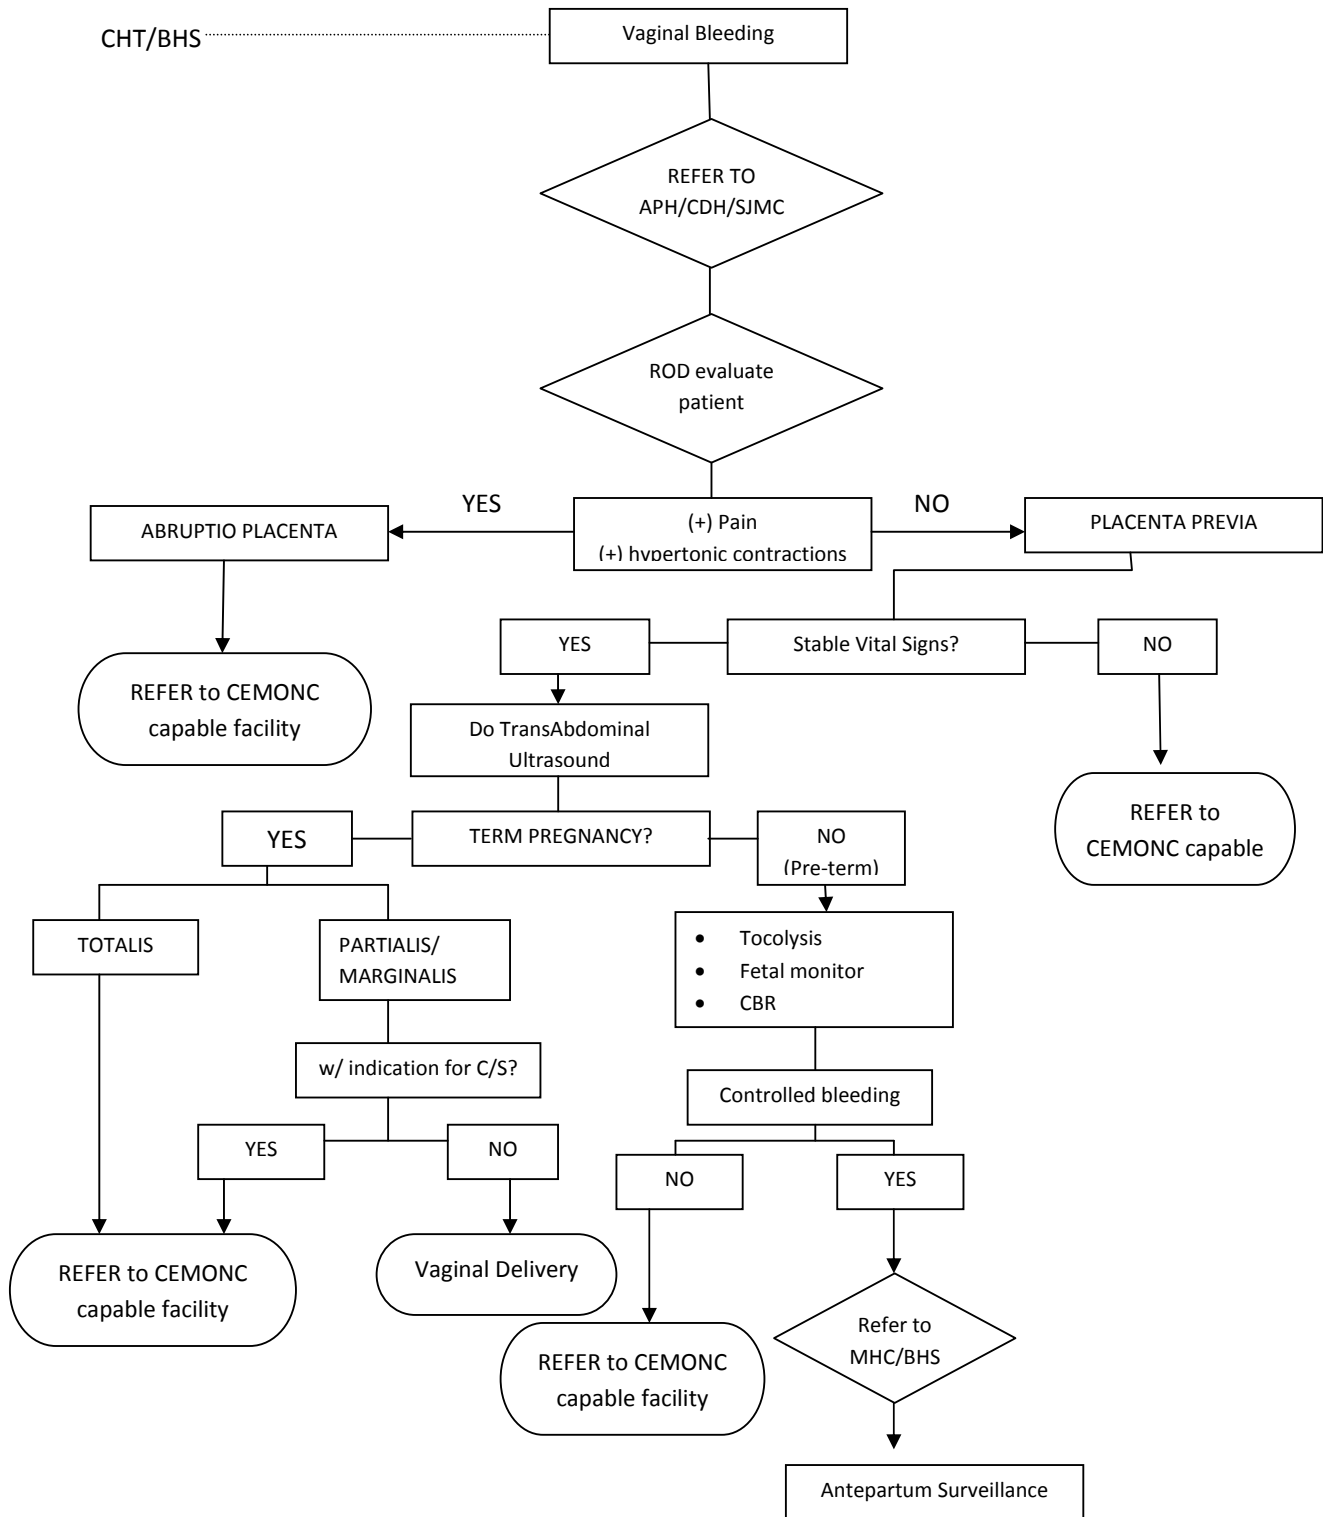 CHT/BHS
Vaginal Bleeding
REFER TO
APH/CDH/SJMC
ROD evaluate
patient
YES
(+) Pain
(+) hypertonic contractions
NO
ABRUPTIO PLACENTA
PLACENTA PREVIA
REFER to CEMONC
capable facility
YES
Stable Vital Signs?
NO
Do TransAbdominal
Ultrasound
REFER to
CEMONC capable
YES
TERM PREGNANCY?
NO
(Pre-term)
TOTALIS
PARTIALIS/
MARGINALIS
• Tocolysis
• Fetal monitor
• CBR
w/ indication for C/S?
Controlled bleeding
YES
NO
NO
YES
REFER to CEMONC
capable facility
Vaginal Delivery
REFER to CEMONC
capable facility
Refer to
MHC/BHS
Antepartum Surveillance